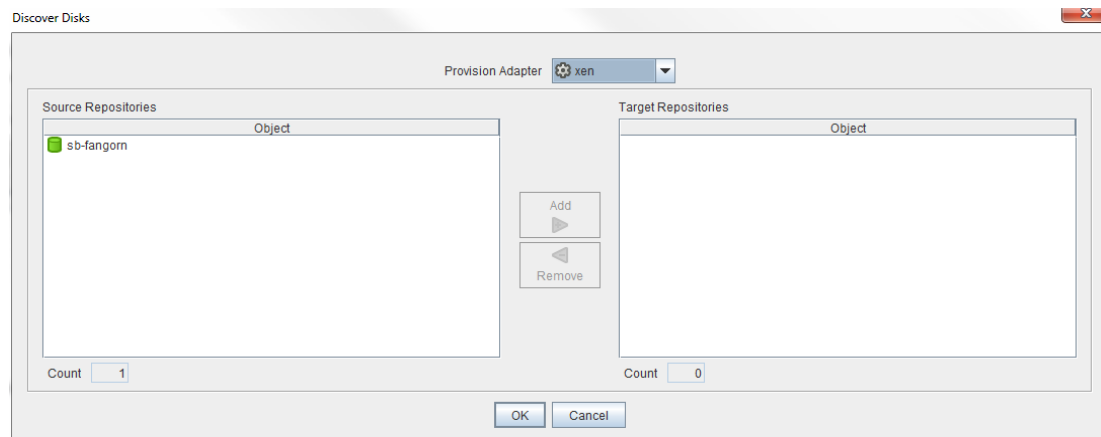 Discover Disks
Provision Adapter xen
Source Repositories
Target Repositories
Object
Object
sb-fangorn
Add
Remove
Count 1
Count 0
OK Cancel